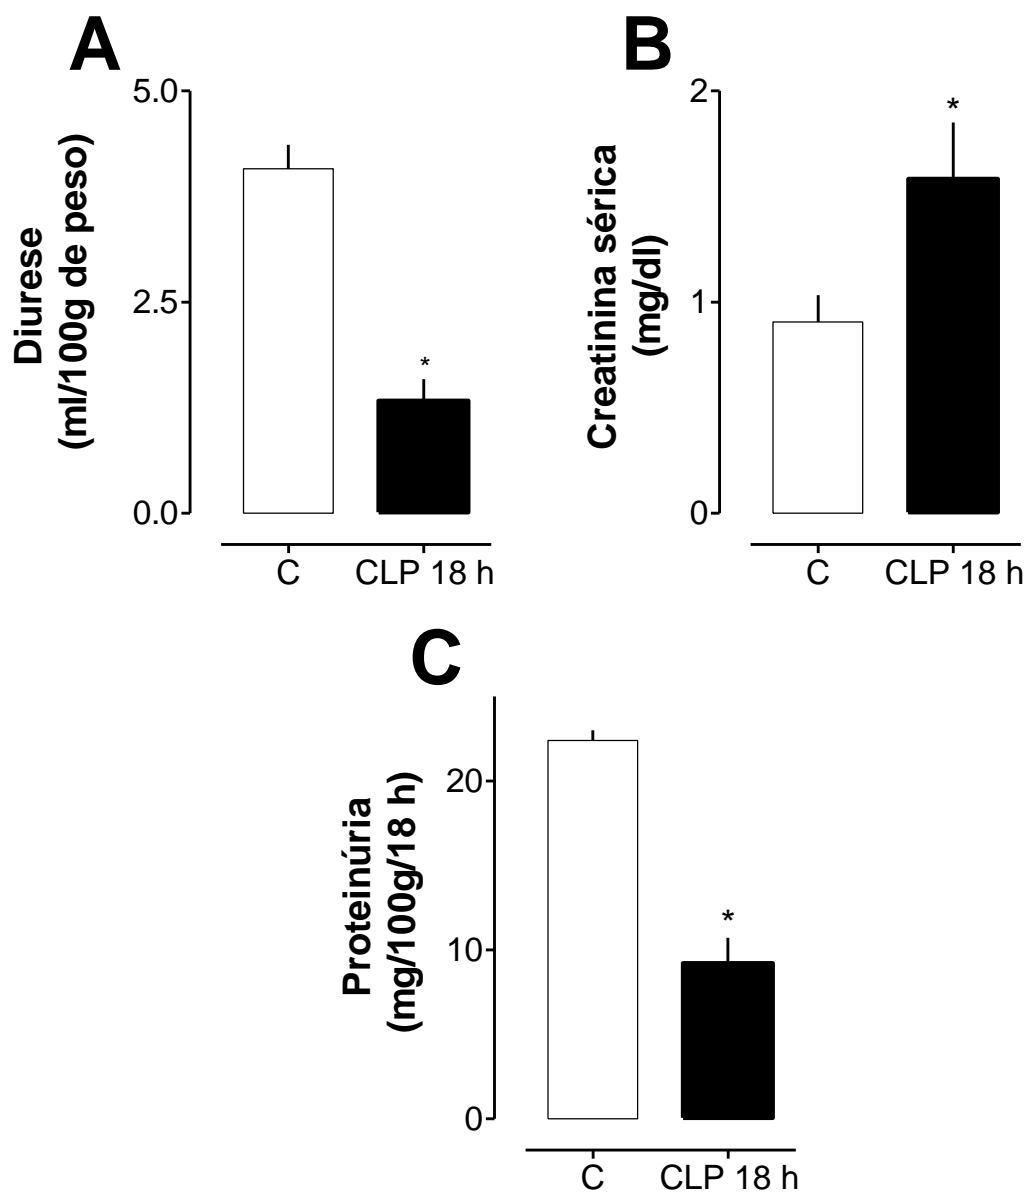 A
Diurese
(ml/100g de peso)
5.0
2.5
0.0
*
C
CLP 18 h
B
Creatinina sérica
(mg/dl)
2
1
0
*
C
CLP 18 h
C
Proteinúria
(mg/100g/18 h)
20
10
0
*
C
CLP 18 h